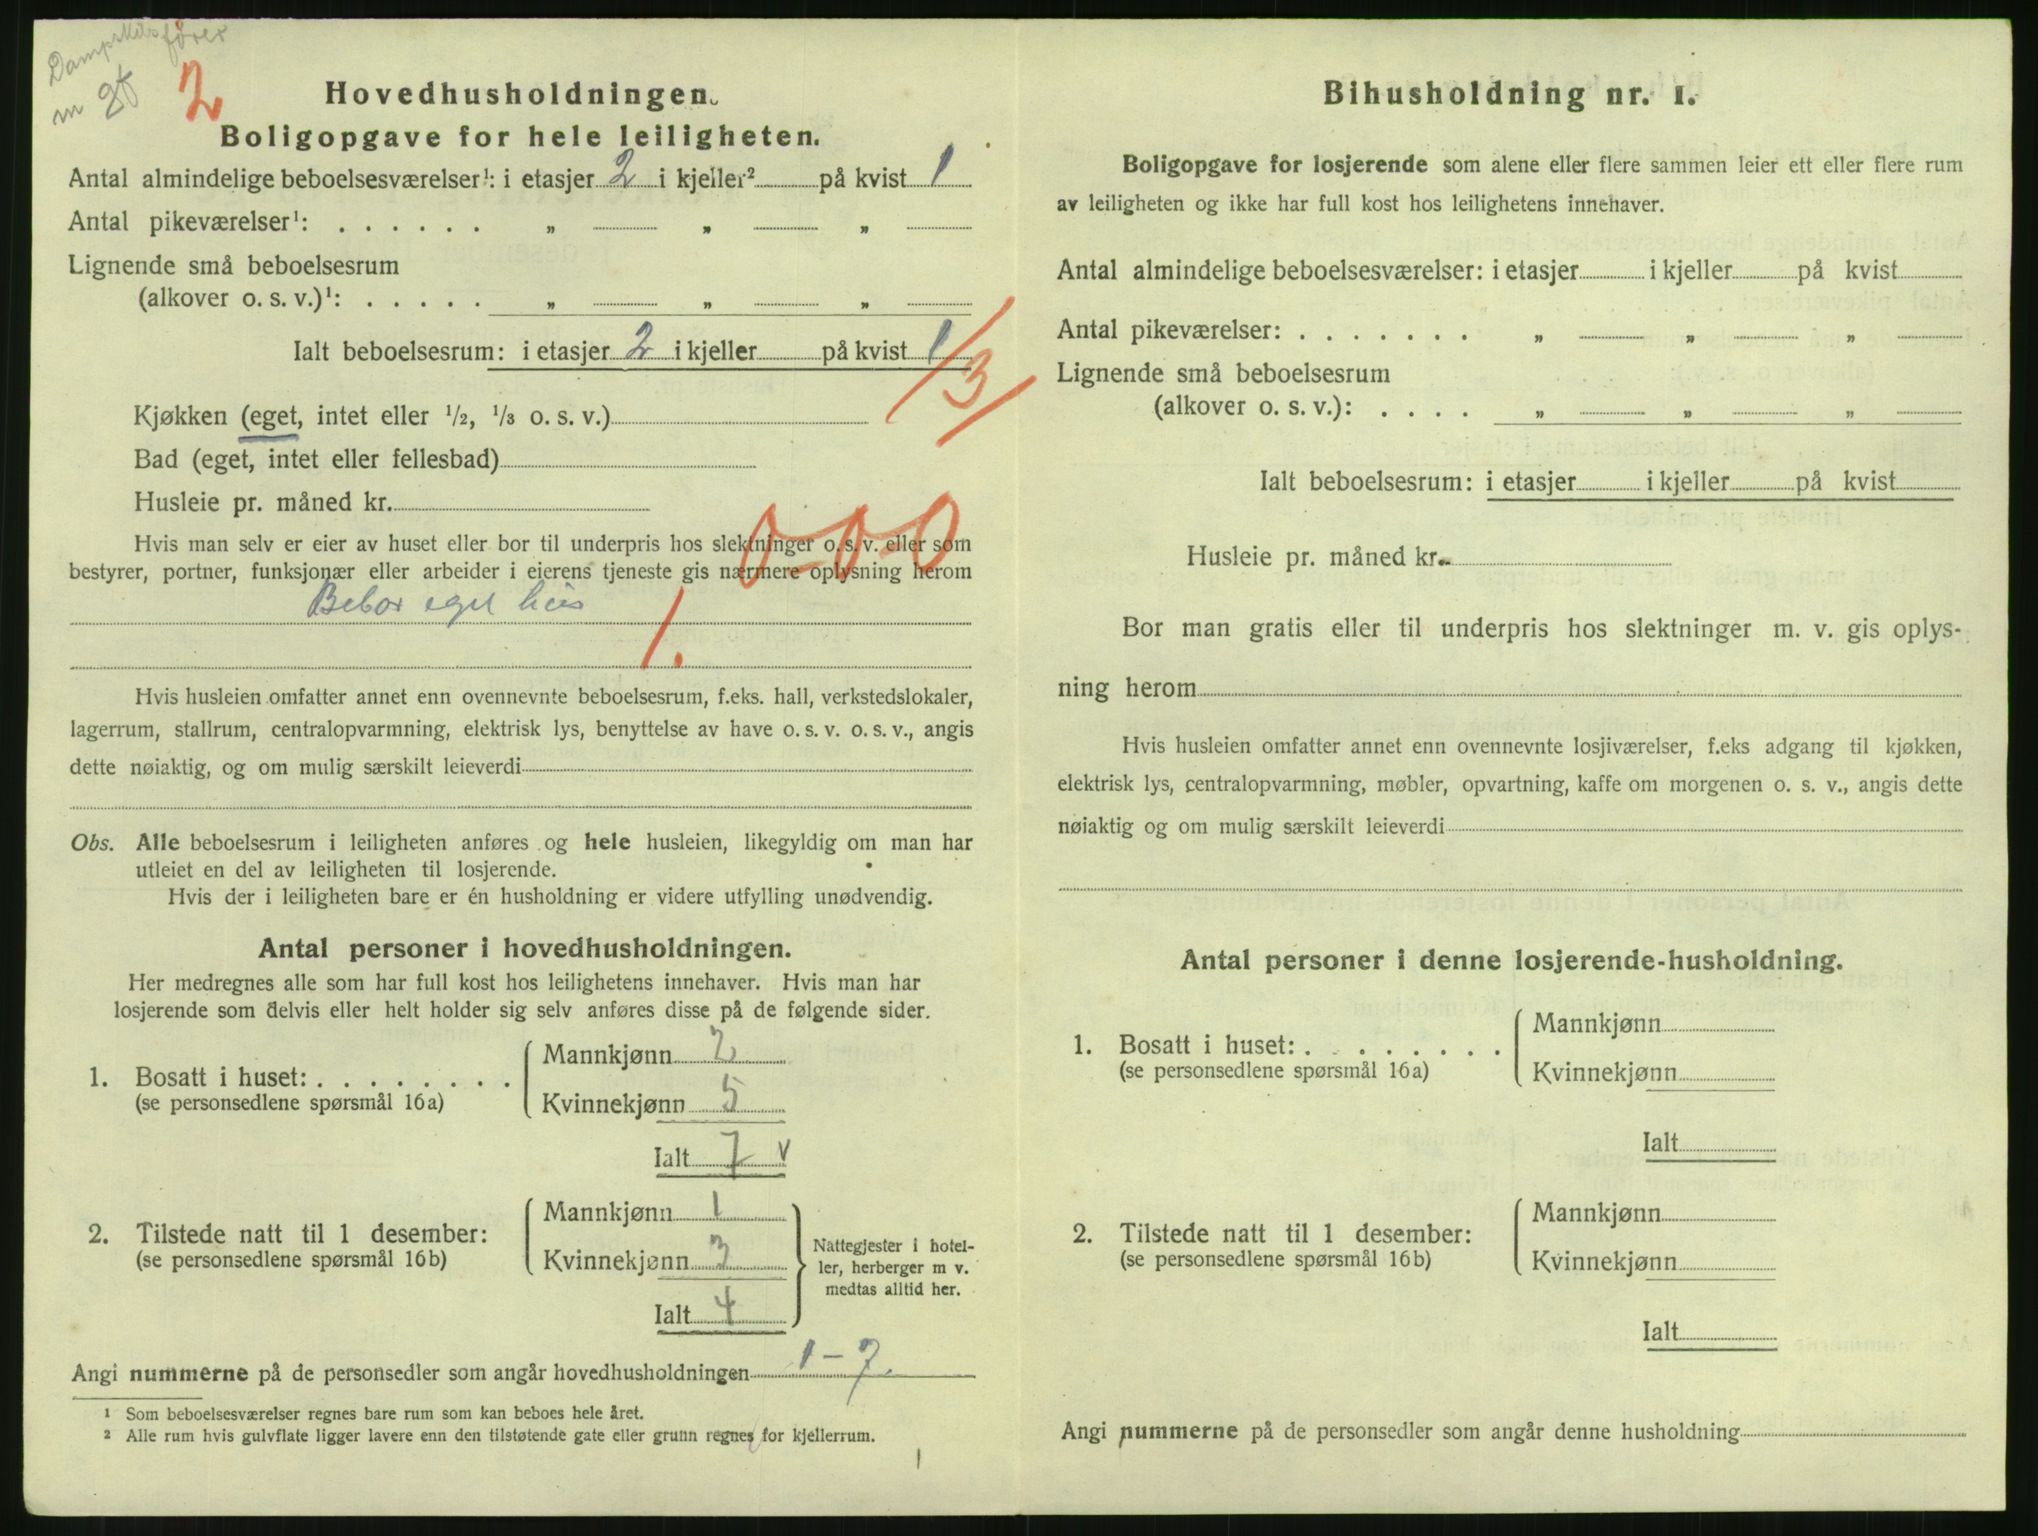 Dampskibsfører
m gf 2
Hovedhusholdningen.
Boligopgave for hele leiligheten.
Antal almindelige beboelsesværelser¹: i etasjer 2 i kjeller² på kvist 1
Antal pikeværelser¹: . . . . . . „ „ „
Lignende små beboelsesrum
(alkover o. s. v.)¹: . . . . . „ „ „
Ialt beboelsesrum: i etasjer 2 i kjeller på kvist 1
/3/
Kjøkken (eget, intet eller ¹/2, ¹/3 o. s. v.)
Bad (eget, intet eller fellesbad)
Husleie pr. måned kr.
0-0-0
Hvis man selv er eier av huset eller bor til underpris hos slektninger o. s. v. eller som
bestyrer, portner, funksjonær eller arbeider i eierens tjeneste gis nærmere oplysning herom
Bebor eget hus
1.
Hvis husleien omfatter annet enn ovennevnte beboelsesrum, f.eks. hall, verkstedslokaler,
lagerrum, stallrum, centralopvarmning, elektrisk lys, benyttelse av have o. s. v. o. s. v., angis
dette nøiaktig, og om mulig særskilt leieverdi
Obs. Alle beboelsesrum i leiligheten anføres og hele husleien, likegyldig om man har
utleiet en del av leiligheten til losjerende.
Hvis der i leiligheten bare er én husholdning er videre utfylling unødvendig.
Antal personer i hovedhusholdningen.
Her medregnes alle som har full kost hos leilighetens innehaver. Hvis man har
losjerende som delvis eller helt holder sig selv anføres disse på de følgende sider.
1. Bosatt i huset: . . . . . . . .
(se personsedlene spørsmål 16a)
Mannkjønn 2
Kvinnekjønn 5
Ialt 7 v
2. Tilstede natt til 1 desember:
(se personsedlene spørsmål 16b)
Mannkjønn 1
Kvinnekjønn 3
Ialt 4
Nattegjester i hotel-
ler, herberger m v.
medtas alltid her.
Angi nummerne på de personsedler som angår hovedhusholdningen 1-7.
¹ Som beboelsesværelser regnes bare rum som kan beboes hele året.
² Alle rum hvis gulvflate ligger lavere enn den tilstøtende gate eller grunn regnes for kjellerrum.
Bihusholdning nr. 1.
Boligopgave for losjerende som alene eller flere sammen leier ett eller flere rum
av leiligheten og ikke har full kost hos leilighetens innehaver.
Antal almindelige beboelsesværelser: i etasjer i kjeller på kvist
Antal pikeværelser: . . . . . . . „ „ „
Lignende små beboelsesrum
(alkover o. s. v.): . . . . „ „ „
Ialt beboelsesrum: i etasjer i kjeller på kvist
Husleie pr. måned kr.
Bor man gratis eller til underpris hos slektninger m. v. gis oplys-
ning herom
Hvis husleien omfatter annet enn ovennevnte losjiværelser, f.eks adgang til kjøkken,
elektrisk lys, centralopvarmning, møbler, opvartning, kaffe om morgenen o. s. v., angis dette
nøiaktig og om mulig særskilt leieverdi
Antal personer i denne losjerende-husholdning.
1. Bosatt i huset: . . . . . . . .
(se personsedlene spørsmål 16a)
Mannkjønn
Kvinnekjønn
Ialt
2. Tilstede natt til 1 desember:
(se personsedlene spørsmål 16b)
Mannkjønn
Kvinnekjønn
Ialt
Angi nummerne på de personsedler som angår denne husholdning